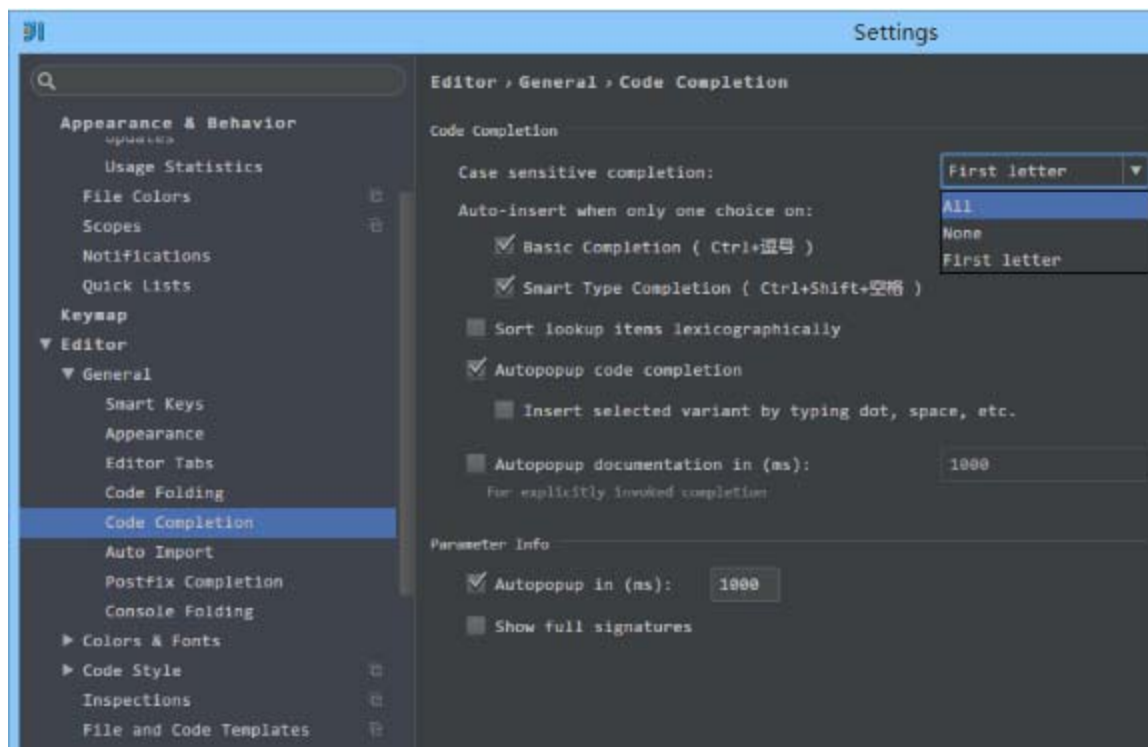 Settings
Appearance & Behavior
Updates
Usage Statistics
File Colors
Scopes
Notifications
Quick Lists
Keymap
Editor
General
Smart Keys
Appearance
Editor Tabs
Code Folding
Code Completion
Auto Import
Postfix Completion
Console Folding
Colors & Fonts
Code Style
Inspections
File and Code Templates
Editor › General › Code Completion
Code Completion
Case sensitive completion: First letter
All
None
First letter
Auto-insert when only one choice on:
Basic Completion ( Ctrl+逗号 )
Smart Type Completion ( Ctrl+Shift+空格 )
Sort lookup items lexicographically
Autopopup code completion
Insert selected variant by typing dot, space, etc.
Autopopup documentation in (ms): 1000
For explicitly invoked completion
Parameter Info
Autopopup in (ms): 1000
Show full signatures